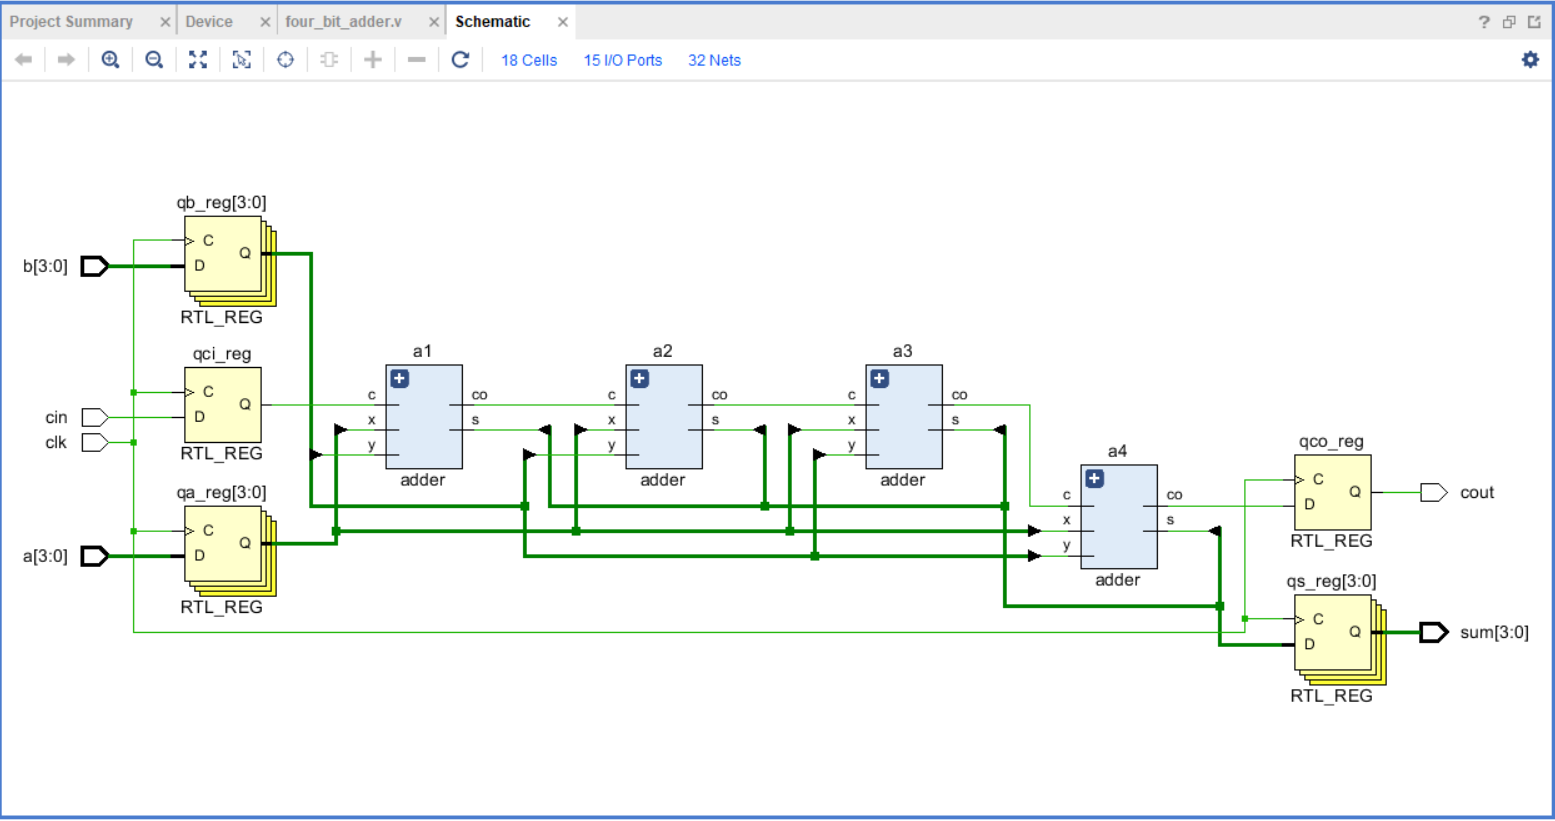 Project Summary
Device
four_bit_adder.v
Schematic
?
18 Cells
15 I/O Ports
32 Nets
qb_reg[3:0]
C
Q
D
RTL_REG
b[3:0]
qci_reg
C
Q
D
RTL_REG
cin
clk
qa_reg[3:0]
C
Q
D
RTL_REG
a[3:0]
a1
c
co
x
s
y
adder
a2
c
co
x
s
y
adder
a3
c
co
x
s
y
adder
a4
c
co
x
s
y
adder
qco_reg
C
Q
D
RTL_REG
cout
qs_reg[3:0]
C
Q
D
RTL_REG
sum[3:0]